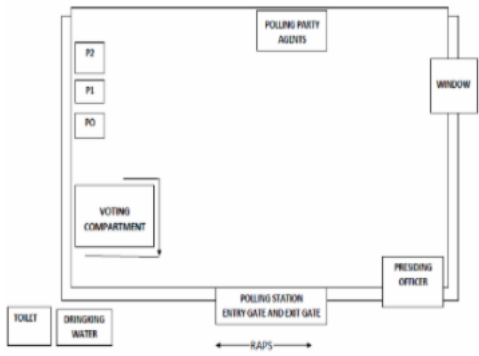 POLLING PARTY
AGENTS
P2
WINDOW
P1
PO
VOTING
COMPARTMENT
PRESIDING
OFFICER
POLLING STATION
ENTRY GATE AND EXIT GATE
TOILET
DRINGKING
WATER
RAPS